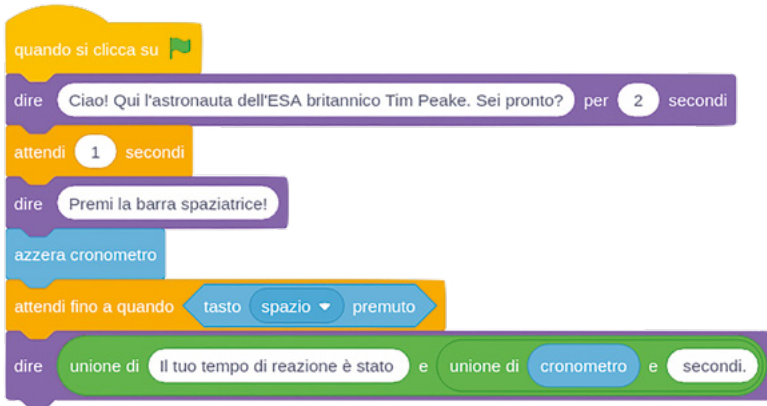 quando si clicca su
dire Ciao! Qui l'astronauta dell'ESA britannico Tim Peake. Sei pronto? per 2 secondi
attendi 1 secondi
dire Premi la barra spaziatrice!
azzera cronometro
attendi fino a quando tasto spazio premuto
dire unione di Il tuo tempo di reazione è stato e unione di cronometro e secondi.